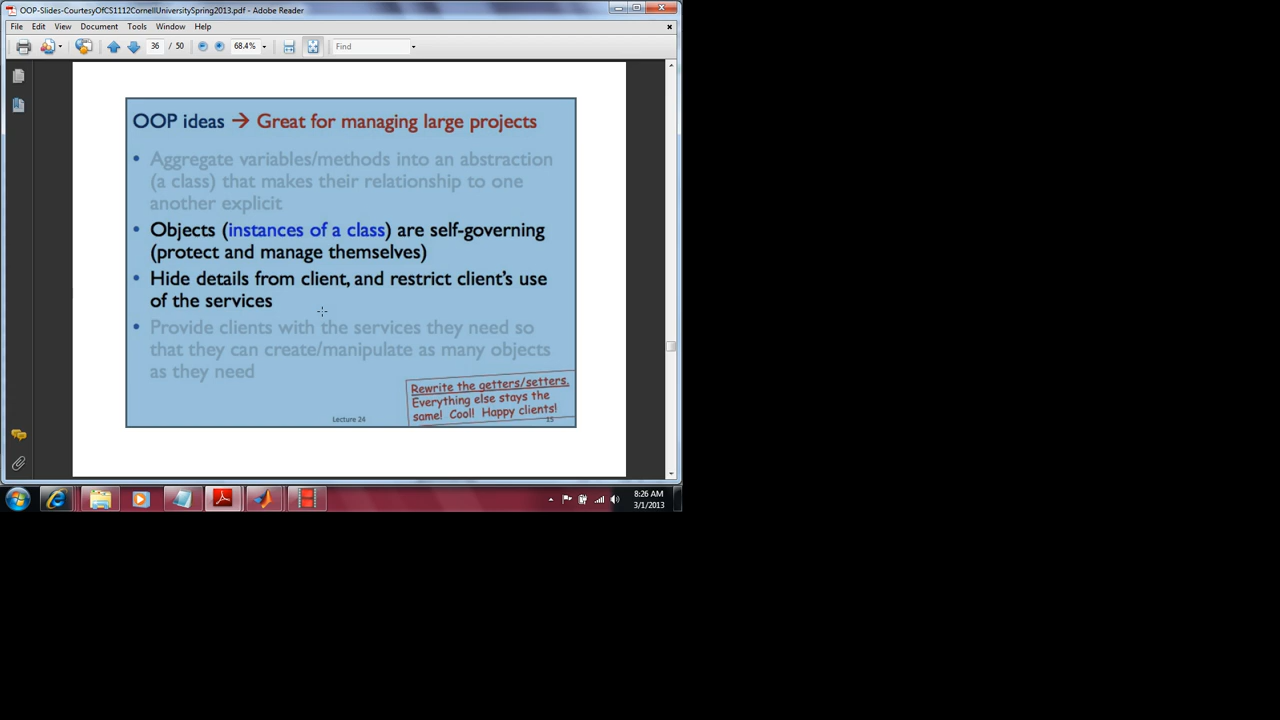 OOP-Slides-CourtesyOfCS1112CornellUniversitySpring2013.pdf - Adobe Reader
File Edit View Document Tools Window Help
36 / 50 68.4% Find
OOP ideas → Great for managing large projects
• Aggregate variables/methods into an abstraction
(a class) that makes their relationship to one
another explicit
• Objects (instances of a class) are self-governing
(protect and manage themselves)
• Hide details from client, and restrict client's use
of the services
• Provide clients with the services they need so
that they can create/manipulate as many objects
as they need
Rewrite the getters/setters.
Everything else stays the
same! Cool! Happy clients!
Lecture 24 15
8:26 AM
3/1/2013